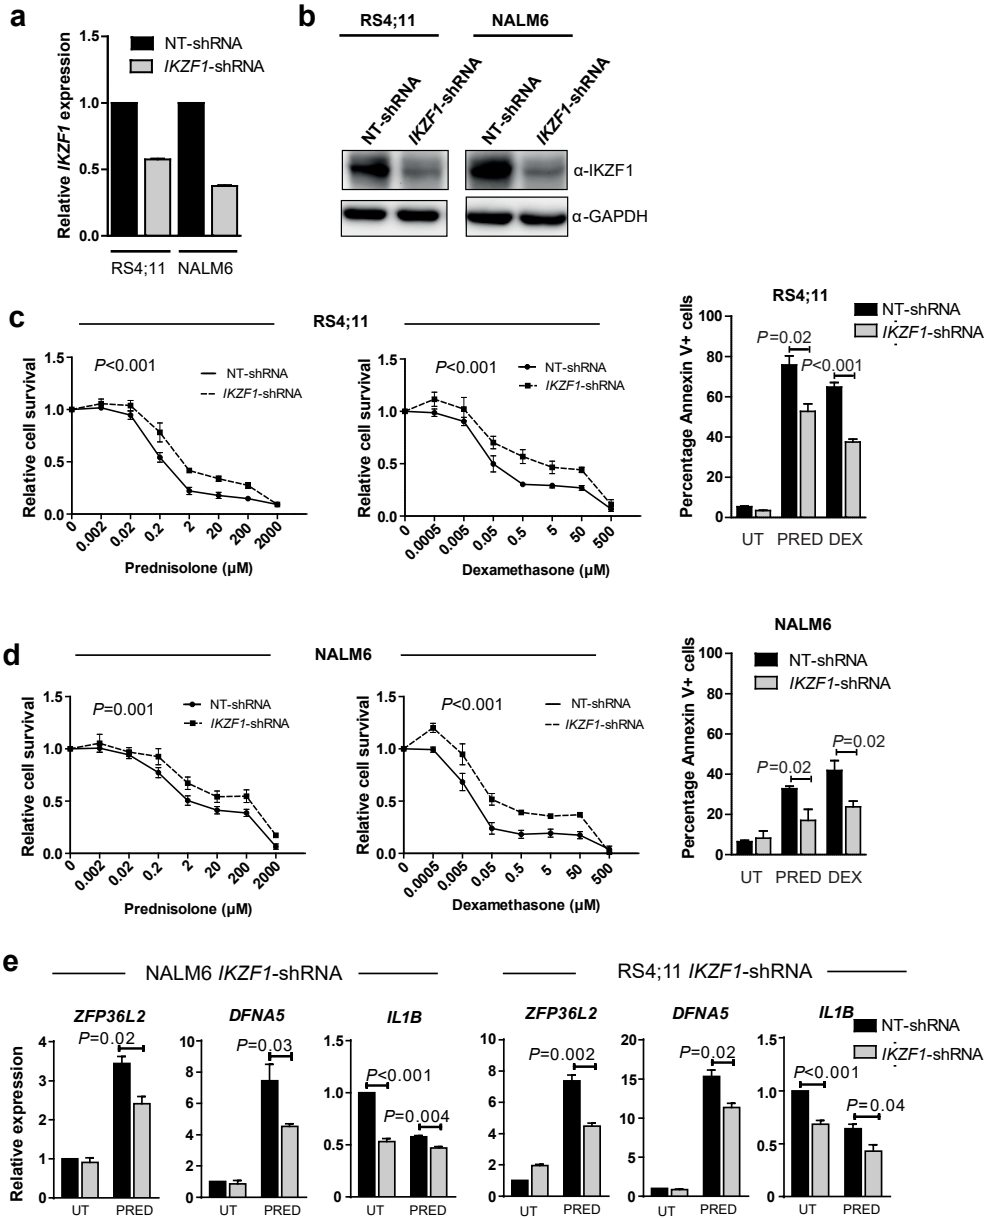 a
Relative IKZF1 expression
1.5
1.0
0.5
0.0
NT-shRNA
IKZF1-shRNA
RS4;11 NALM6
b
RS4;11 NALM6
NT-shRNA IKZF1-shRNA NT-shRNA IKZF1-shRNA
α-IKZF1
α-GAPDH
c
RS4;11
Relative cell survival
1.5
1.0
0.5
0.0
P<0.001
NT-shRNA
IKZF1-shRNA
0 0.002 0.02 0.2 2 20 200 2000
Prednisolone (µM)
Relative cell survival
1.5
1.0
0.5
0.0
P<0.001
NT-shRNA
IKZF1-shRNA
0 0.0005 0.005 0.05 0.5 5 50 500
Dexamethasone (µM)
RS4;11
Percentage Annexin V+ cells
100
80
60
40
20
0
NT-shRNA
IKZF1-shRNA
P=0.02
P<0.001
UT PRED DEX
d
NALM6
Relative cell survival
1.5
1.0
0.5
0.0
P=0.001
NT-shRNA
IKZF1-shRNA
0 0.002 0.02 0.2 2 20 200 2000
Prednisolone (µM)
Relative cell survival
1.5
1.0
0.5
0.0
P<0.001
NT-shRNA
IKZF1-shRNA
0 0.0005 0.005 0.05 0.5 5 50 500
Dexamethasone (µM)
NALM6
Percentage Annexin V+ cells
100
80
60
40
20
0
NT-shRNA
IKZF1-shRNA
P=0.02
P=0.02
UT PRED DEX
e
NALM6 IKZF1-shRNA
RS4;11 IKZF1-shRNA
Relative expression
ZFP36L2
P=0.02
4
3
2
1
0
UT PRED
DFNA5
P=0.03
10
8
6
4
2
0
UT PRED
IL1B
P<0.001
P=0.004
1.5
1.0
0.5
0
UT PRED
ZFP36L2
P=0.002
10
8
6
4
2
0
UT PRED
DFNA5
P=0.02
20
15
10
5
0
UT PRED
IL1B
P<0.001
P=0.04
1.5
1.0
0.5
0
UT PRED
NT-shRNA
IKZF1-shRNA